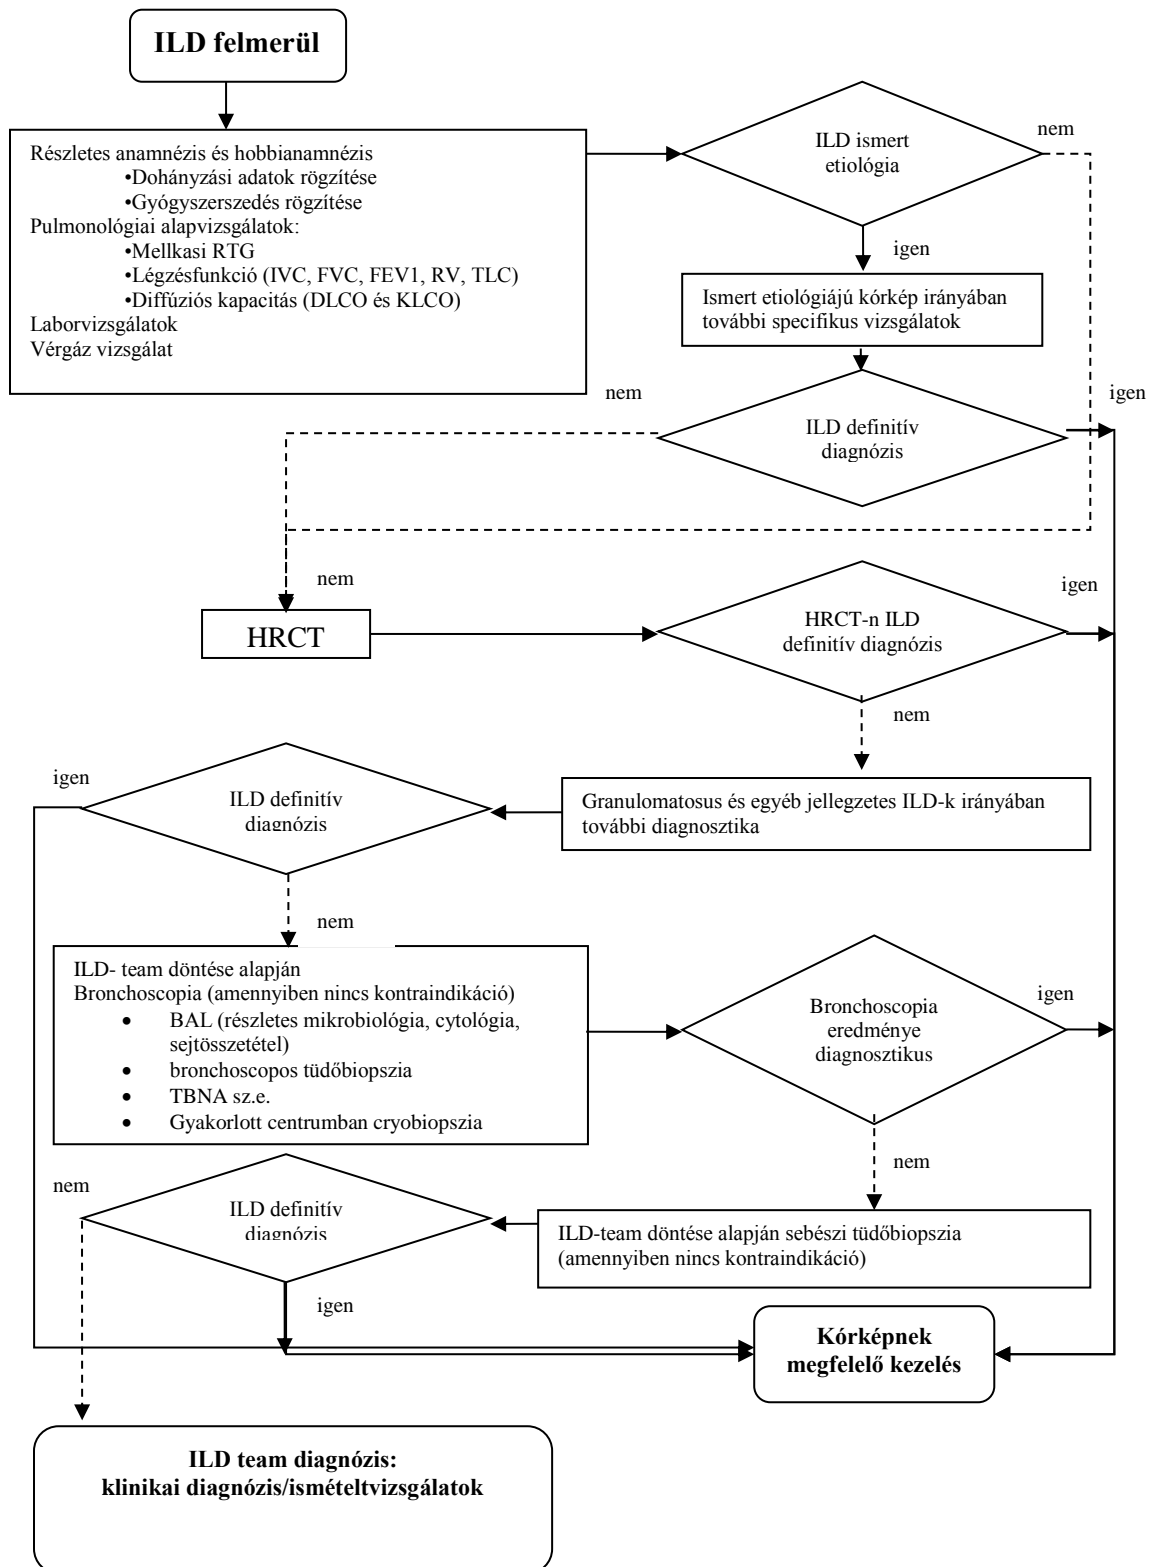 ILD felmerül
Részletes anamnézis és hobbianamnézis
•Dohányzási adatok rögzítése
•Gyógyszerszedés rögzítése
Pulmonológiai alapvizsgálatok:
•Mellkasi RTG
•Légzésfunkció (IVC, FVC, FEV1, RV, TLC)
•Diffúziós kapacitás (DLCO és KLCO)
Laborvizsgálatok
Vérgáz vizsgálat
ILD ismert
etiológia
nem
igen
Ismert etiológiájú kórkép irányában
további specifikus vizsgálatok
nem
igen
ILD definitív
diagnózis
nem
HRCT
igen
HRCT-n ILD
definitív diagnózis
nem
Granulomatosus és egyéb jellegzetes ILD-k irányában
további diagnosztika
igen
ILD definitív
diagnózis
nem
ILD- team döntése alapján
Bronchoscopia (amennyiben nincs kontraindikáció)
• BAL (részletes mikrobiológia, cytológia,
sejtösszetétel)
• bronchoscopos tüdőbiopszia
• TBNA sz.e.
• Gyakorlott centrumban cryobiopszia
Bronchoscopia
eredménye
diagnosztikus
igen
nem
ILD-team döntése alapján sebészi tüdőbiopszia
(amennyiben nincs kontraindikáció)
nem
ILD definitív
diagnózis
igen
Kórképnek
megfelelő kezelés
ILD team diagnózis:
klinikai diagnózis/ismételtvizsgálatok